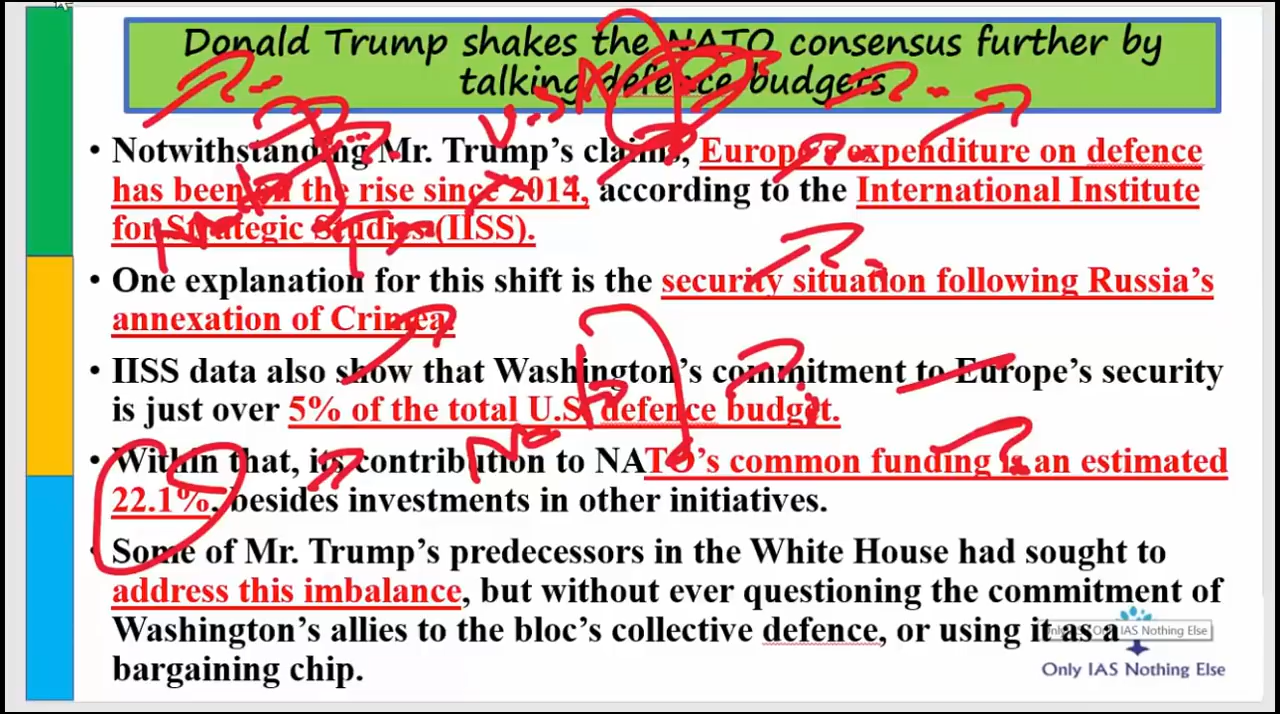 Donald Trump shakes the NATO consensus further by
talking defence budgets
• Notwithstanding Mr. Trump's claims, Europe's expenditure on defence
has been on the rise since 2014, according to the International Institute
for Strategic Studies (IISS).
• One explanation for this shift is the security situation following Russia's
annexation of Crimea.
• IISS data also show that Washington's commitment to Europe's security
is just over 5% of the total U.S. defence budget.
• Within that, its contribution to NATO's common funding is an estimated
22.1%, besides investments in other initiatives.
• Some of Mr. Trump's predecessors in the White House had sought to
address this imbalance, but without ever questioning the commitment of
Washington's allies to the bloc's collective defence, or using it as a
bargaining chip.
U.S.A
IAS Nothing Else
Only IAS Nothing Else